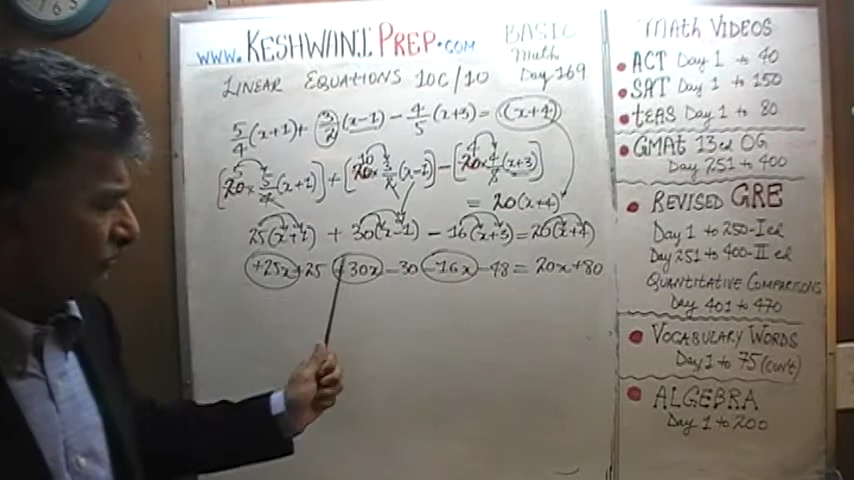 www.KESHWANI PREP.COM
BASIC
Math
Day 169
LINEAR EQUATIONS 10C/10
5/4 (x+1) + 3/2 (x-1) - 4/5 (x+3) = (x+4)
5 10 4
[20 × 5/4 (x+1)] + [20 × 3/2 (x-1)] - [20 × 4/5 (x+3)]
= 20(x+4)
25(x+1) + 30(x-1) - 16(x+3) = 20(x+4)
+25x+25 +30x -30 -16x -48 = 20x+80
Math VIDEOS
ACT Day 1 to 40
SAT Day 1 to 150
tEAS Day 1 to 80
GMAt 13ed OG
Day 251 to 400
REVISED GRE
Day 1 to 250-I ed
Day 251 to 400-II ed
QUANTITATIVE COMPARISONS
Day 401 to 470
VOCABULARY WORDS
Day 1 to 75 (cont)
ALGEBRA
Day 1 to 200